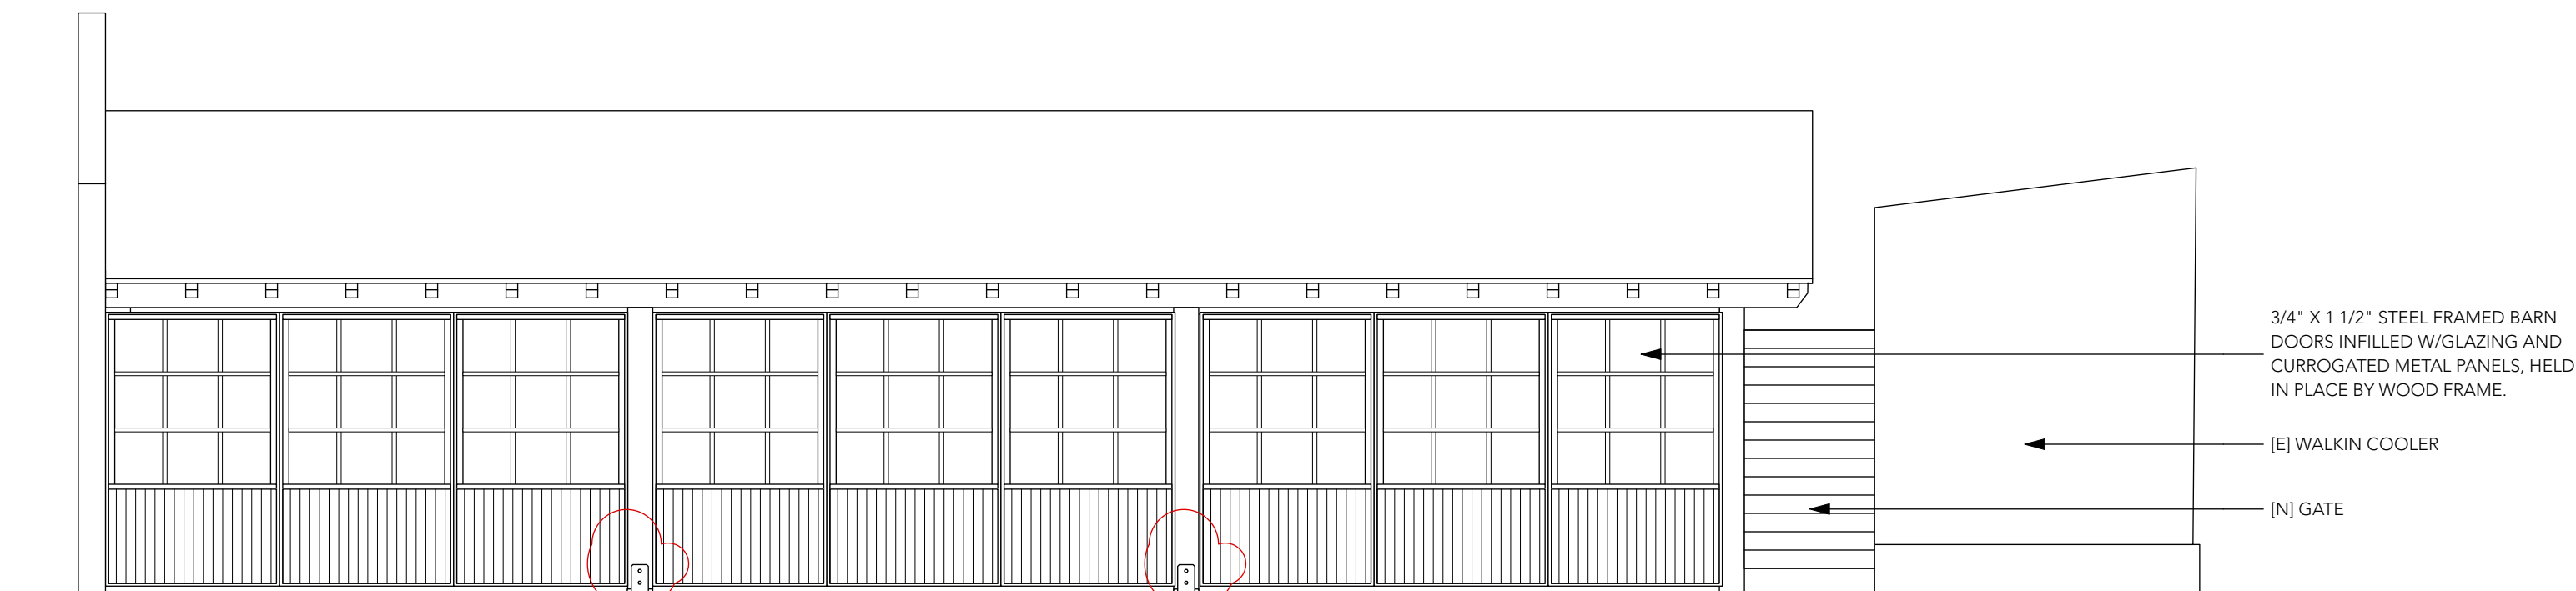 3/4" X 1 1/2" STEEL FRAMED BARN
DOORS INFILLED W/GLAZING AND
CURROGATED METAL PANELS, HELD
IN PLACE BY WOOD FRAME.
[E] WALKIN COOLER
[N] GATE